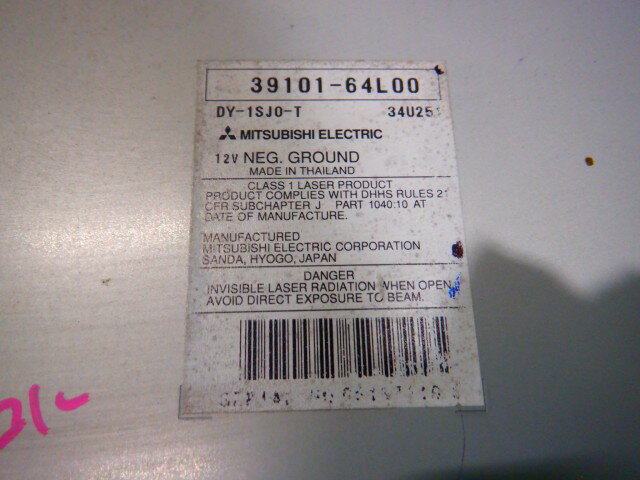 39101-64L00
DY-1SJ0-T 34U25
MITSUBISHI ELECTRIC
12V NEG. GROUND
MADE IN THAILAND
CLASS 1 LASER PRODUCT
PRODUCT COMPLIES WITH DHHS RULES 21
CFR SUBCHAPTER J PART 1040:10 AT
DATE OF MANUFACTURE.
MANUFACTURED
MITSUBISHI ELECTRIC CORPORATION
SANDA, HYOGO, JAPAN
DANGER
INVISIBLE LASER RADIATION WHEN OPEN
AVOID DIRECT EXPOSURE TO BEAM.